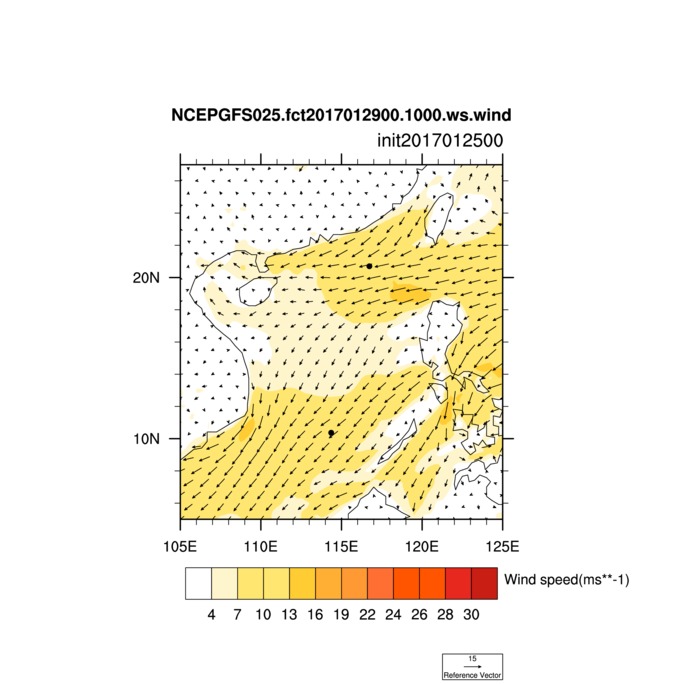 NCEPGFS025.fct2017012900.1000.ws.wind
init2017012500
20N
10N
105E 110E 115E 120E 125E
Wind speed(ms**-1)
4 7 10 13 16 19 22 24 26 28 30
15
Reference Vector